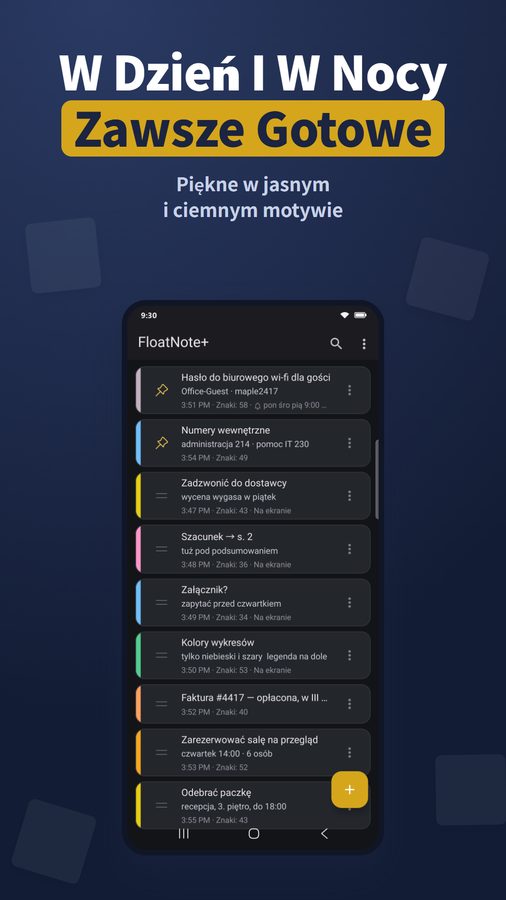 W Dzień I W Nocy
Zawsze Gotowe
Piękne w jasnym
i ciemnym motywie
9:30
FloatNote+
Hasło do biurowego wi-fi dla gości
Office-Guest · maple2417
3:51 PM · Znaki: 58 · pon śro pią 9:00 ...
Numery wewnętrzne
administracja 214 · pomoc IT 230
3:54 PM · Znaki: 49
Zadzwonić do dostawcy
wycena wygasa w piątek
3:47 PM · Znaki: 43 · Na ekranie
Szacunek → s. 2
tuż pod podsumowaniem
3:48 PM · Znaki: 36 · Na ekranie
Załącznik?
zapytać przed czwartkiem
3:49 PM · Znaki: 34 · Na ekranie
Kolory wykresów
tylko niebieski i szary legenda na dole
3:50 PM · Znaki: 53 · Na ekranie
Faktura #4417 — opłacona, w III ...
3:52 PM · Znaki: 40
Zarezerwować salę na przegląd
czwartek 14:00 · 6 osób
3:53 PM · Znaki: 52
Odebrać paczkę
recepcja, 3. piętro, do 18:00
3:55 PM · Znaki: 43